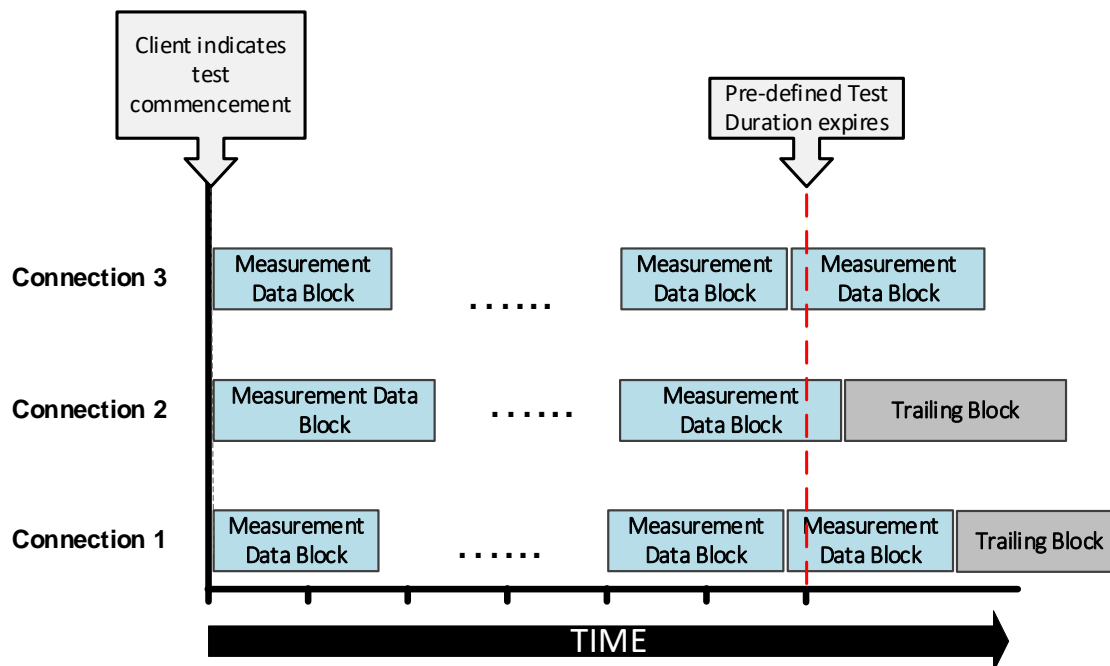 Client indicates
test
commencement
Pre-defined Test
Duration expires
Connection 3
Measurement
Data Block
......
Measurement
Data Block
Measurement
Data Block
Connection 2
Measurement Data
Block
......
Measurement
Data Block
Trailing Block
Connection 1
Measurement
Data Block
......
Measurement
Data Block
Measurement
Data Block
Trailing Block
TIME